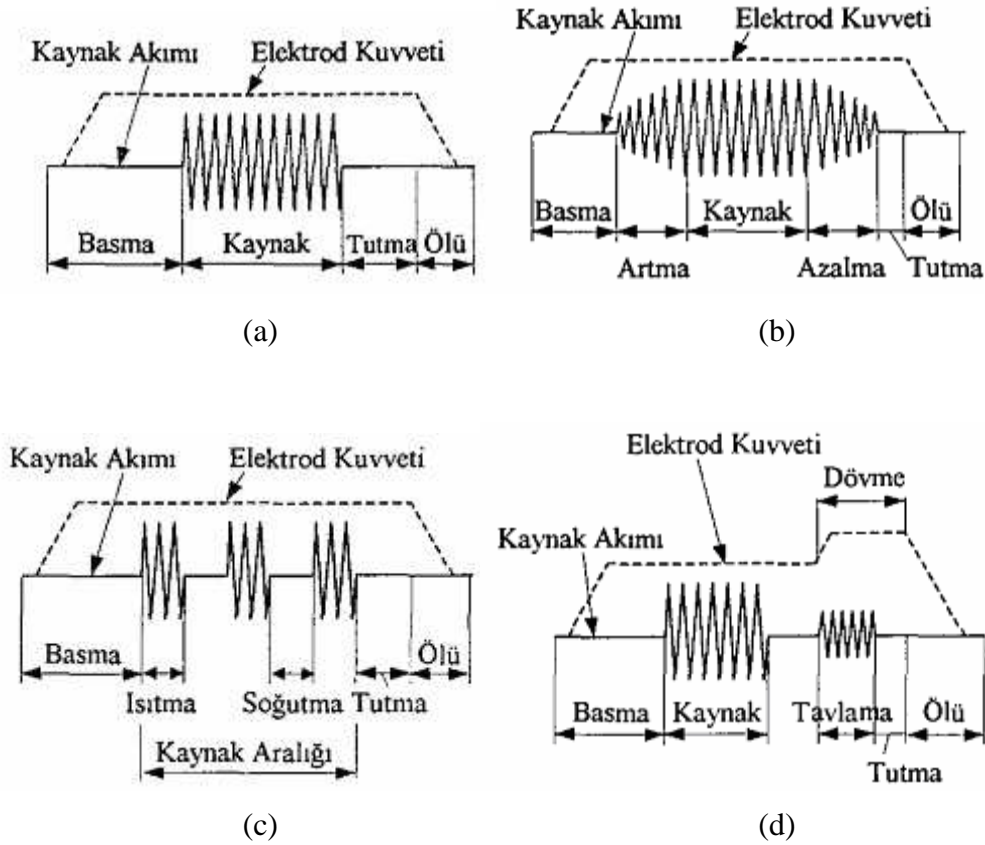 Kaynak Akımı
Elektrod Kuvveti
Basma
Kaynak
Tutma
Ölü
(a)
Kaynak Akımı
Elektrod Kuvveti
Basma
Kaynak
Ölü
Artma
Azalma
Tutma
(b)
Kaynak Akımı
Elektrod Kuvveti
Basma
Ölü
Isıtma
Soğutma
Tutma
Kaynak Aralığı
(c)
Elektrod Kuvveti
Dövme
Kaynak Akımı
Basma
Kaynak
Tavlama
Ölü
Tutma
(d)